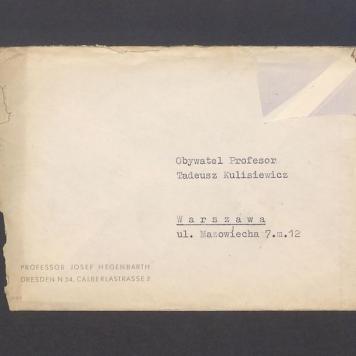 Obywatel Profesor
Tadeusz Kulisiewicz
Warszawa
ul. Mazowiecha 7.m.12
PROFESSOR JOSEF HEGENBARTH
DRESDEN N 54, CALBERLASTRASSE 2